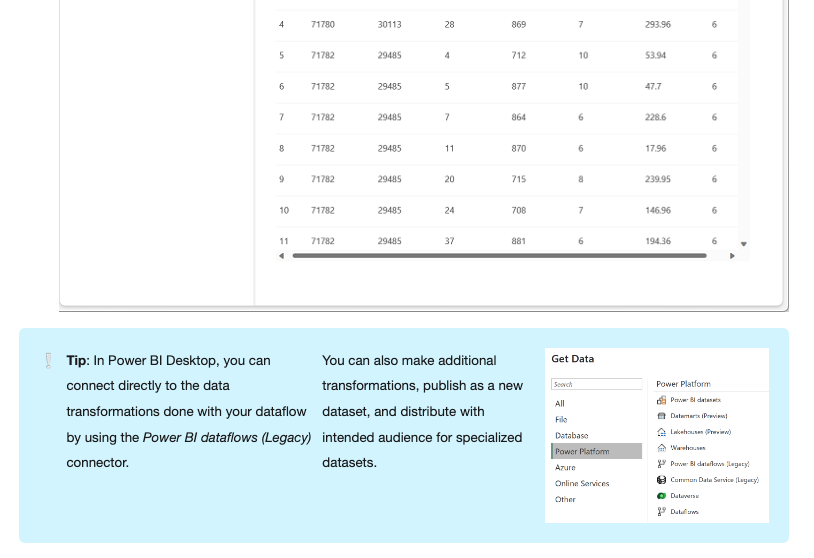 4 71780 30113 28 869 7 293.96 6
5 71782 29485 4 712 10 53.94 6
6 71782 29485 5 877 10 47.7 6
7 71782 29485 7 864 6 228.6 6
8 71782 29485 11 870 6 17.96 6
9 71782 29485 20 715 8 239.95 6
10 71782 29485 24 708 7 146.96 6
11 71782 29485 37 881 6 194.36 6
Tip: In Power BI Desktop, you can
connect directly to the data
transformations done with your dataflow
by using the Power BI dataflows (Legacy)
connector.
You can also make additional
transformations, publish as a new
dataset, and distribute with
intended audience for specialized
datasets.
Get Data
Search
All
File
Database
Power Platform
Azure
Online Services
Other
Power Platform
Power BI datasets
Datamarts (Preview)
Lakehouses (Preview)
Warehouses
Power BI dataflows (Legacy)
Common Data Service (Legacy)
Dataverse
Dataflows